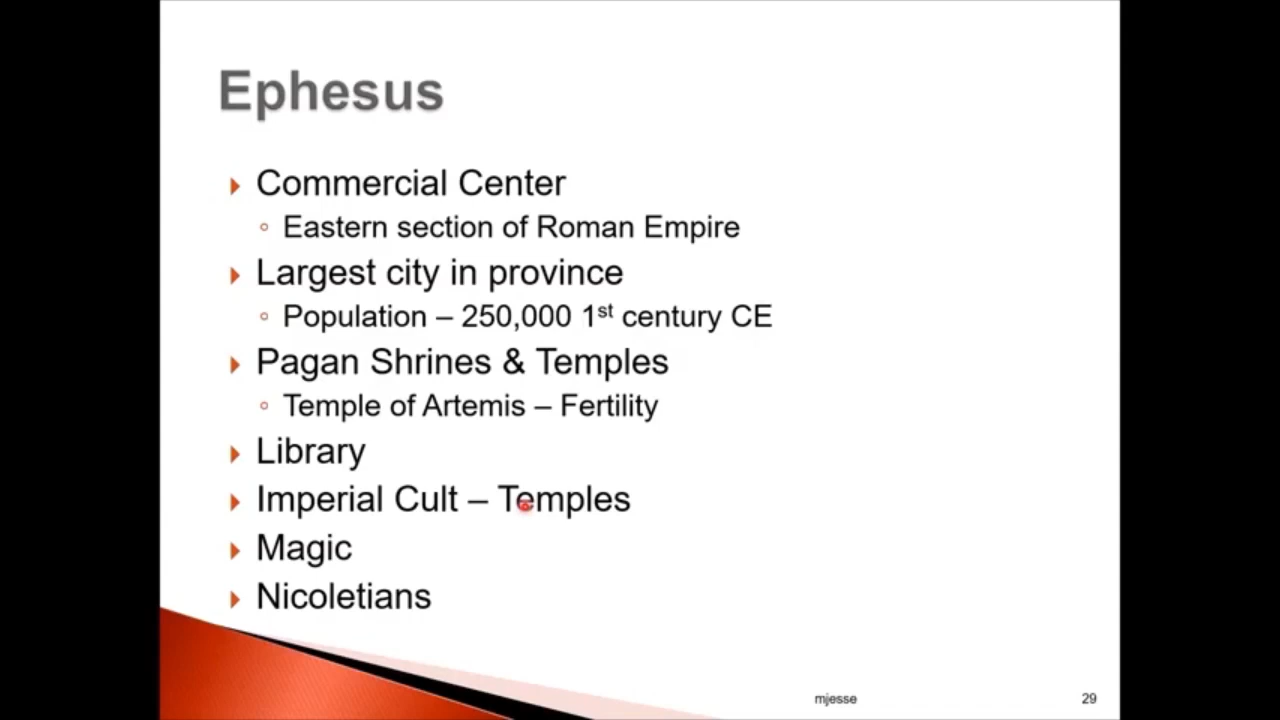 Ephesus
Commercial Center
Eastern section of Roman Empire
Largest city in province
Population – 250,000 1st century CE
Pagan Shrines & Temples
Temple of Artemis – Fertility
Library
Imperial Cult – Temples
Magic
Nicoletians
mjesse
29